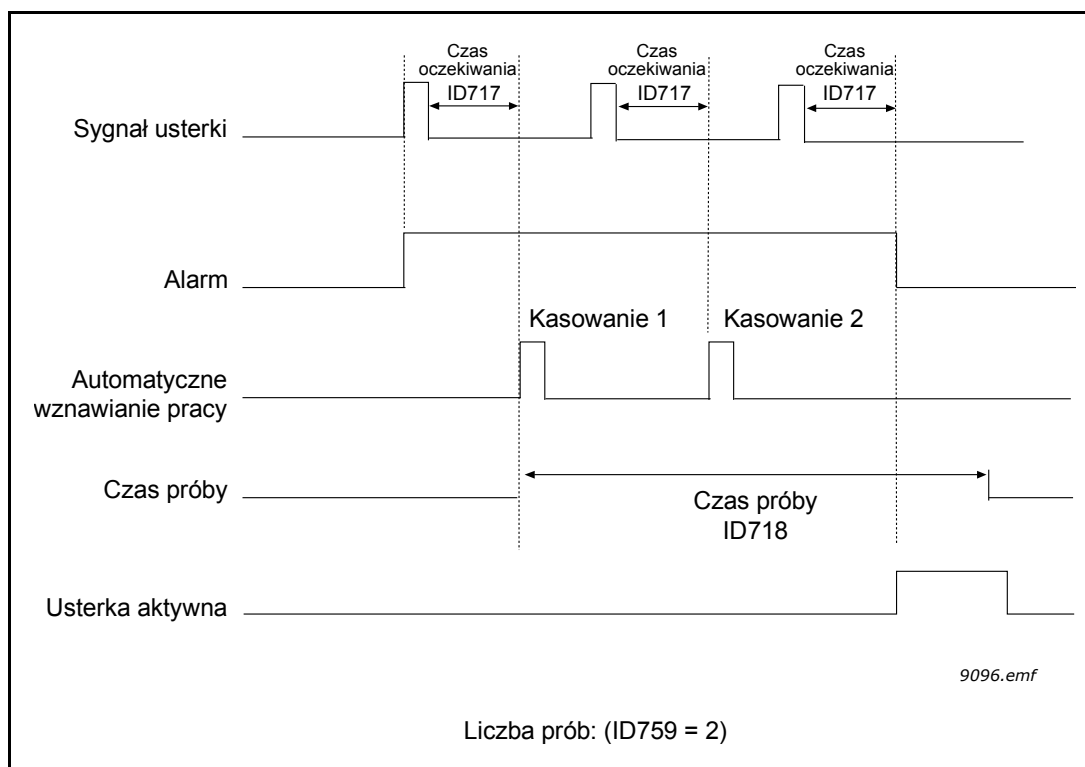 Czas
oczekiwania
ID717
Czas
oczekiwania
ID717
Czas
oczekiwania
ID717
Sygnał usterki
Alarm
Kasowanie 1
Kasowanie 2
Automatyczne
wznawianie pracy
Czas próby
Czas próby
ID718
Usterka aktywna
9096.emf
Liczba prób: (ID759 = 2)